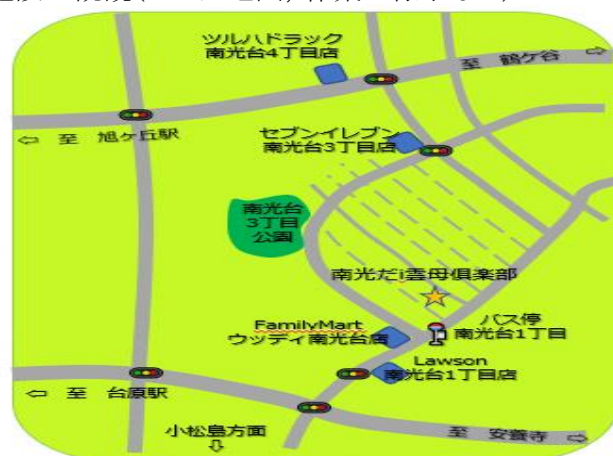 ツルハドラック
南光台4丁目店
至 鶴ケ谷
⇦ 至 旭ヶ丘駅
セブンイレブン
南光台3丁目店
南光台
3丁目
公園
南光だi雲母俱楽部
バス停
南光台1丁目
FamilyMart
ウッディ南光台店
Lawson
南光台1丁目店
⇦ 至 台原駅
小松島方面
至 安養寺